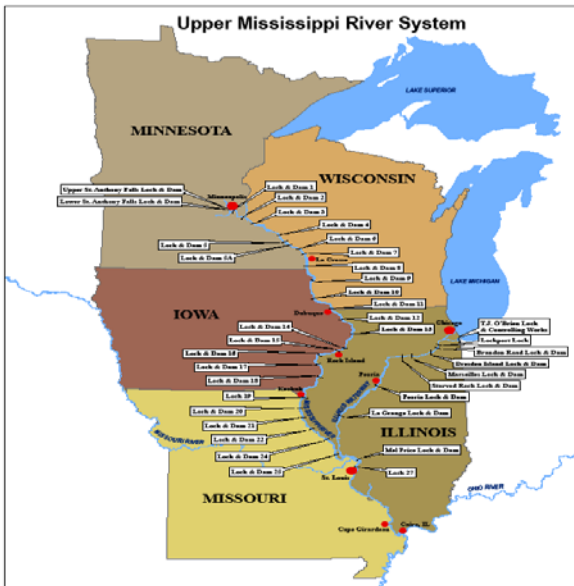 Upper Mississippi River System
LAKE SUPERIOR
MINNESOTA
WISCONSIN
Upper St. Anthony Falls Lock & Dam
Lower St. Anthony Falls Lock & Dam
Minneapolis
Lock & Dam 1
Lock & Dam 2
Lock & Dam 3
Lock & Dam 4
Lock & Dam 5
Lock & Dam 6
Lock & Dam 5A
Lock & Dam 7
La Crosse
Lock & Dam 8
Lock & Dam 9
LAKE MICHIGAN
Lock & Dam 10
Lock & Dam 11
IOWA
Dubuque
Lock & Dam 12
Lock & Dam 13
Chicago
T.J. O'Brien Lock
& Controlling Works
Lock & Dam 14
Lock & Dam 15
Lockport Lock
Lock & Dam 16
Rock Island
Brandon Road Lock & Dam
Lock & Dam 17
Dresden Island Lock & Dam
Marseilles Lock & Dam
Lock & Dam 18
Peoria
Starved Rock Lock & Dam
Keokuk
Lock 19
Peoria Lock & Dam
Lock & Dam 20
La Grange Lock & Dam
Lock & Dam 21
ILLINOIS
Lock & Dam 22
MISSOURI RIVER
Lock & Dam 24
Mel Price Lock & Dam
Lock & Dam 25
Lock 27
St. Louis
MISSOURI
OHIO RIVER
Cape Girardeau
Cairo, IL